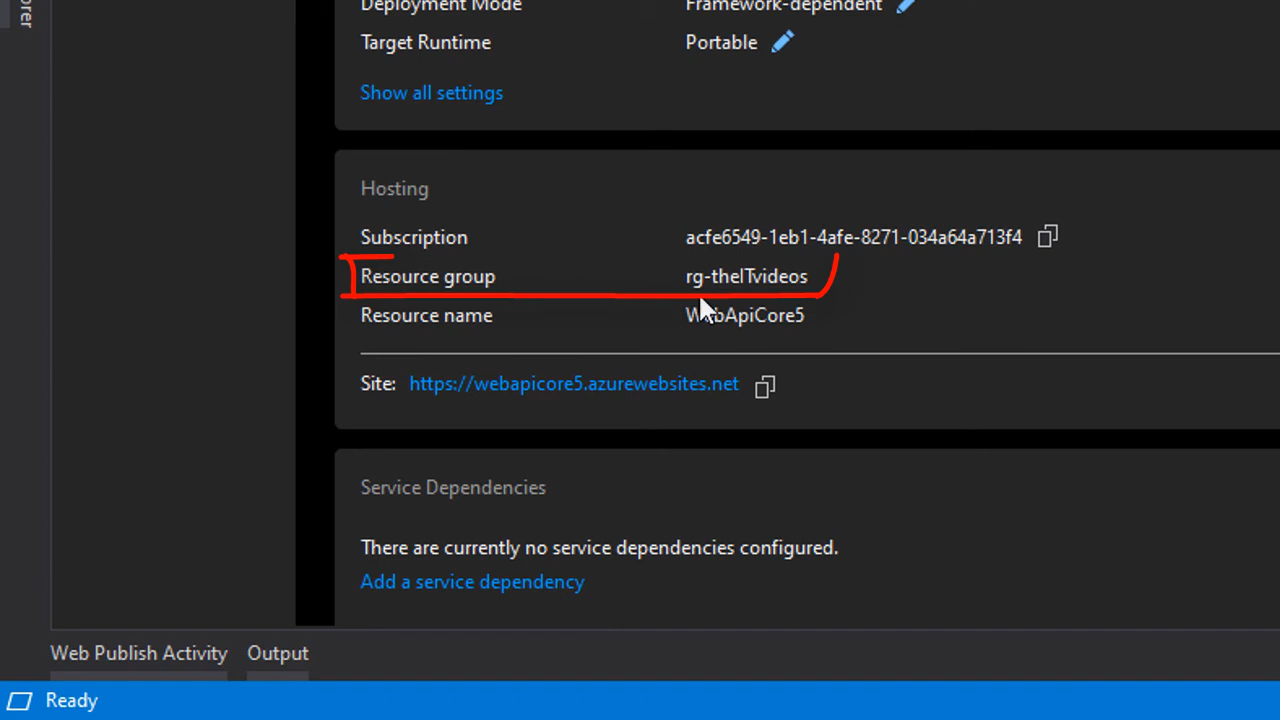 Deployment Mode Framework-dependent
Target Runtime Portable
Show all settings
Hosting
Subscription acfe6549-1eb1-4afe-8271-034a64a713f4
Resource group rg-theITvideos
Resource name WebApiCore5
Site: https://webapicore5.azurewebsites.net
Service Dependencies
There are currently no service dependencies configured.
Add a service dependency
Web Publish Activity Output
Ready